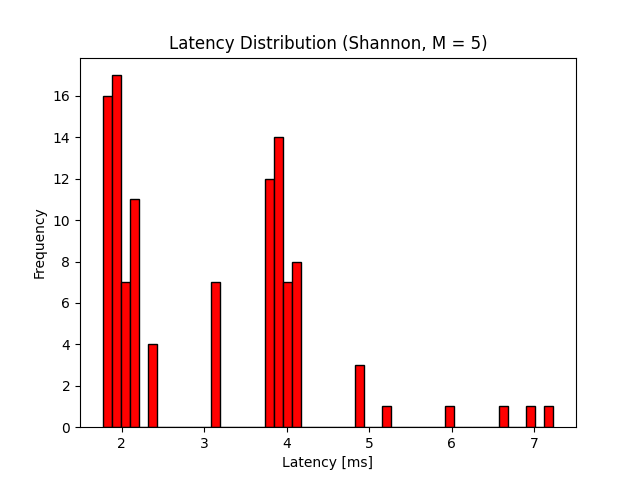 Latency Distribution (Shannon, M = 5)
Frequency
16
14
12
10
8
6
4
2
0
2 3 4 5 6 7
Latency [ms]